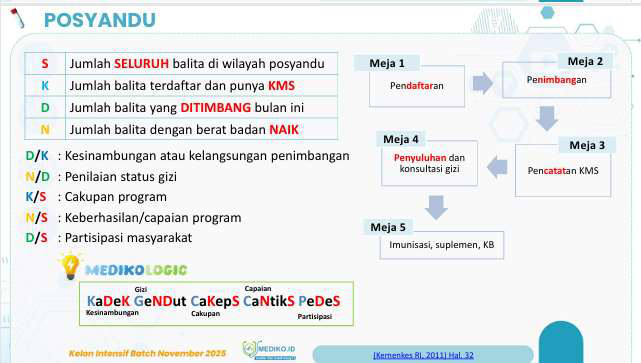 POSYANDU
S Jumlah SELURUH balita di wilayah posyandu
K Jumlah balita terdaftar dan punya KMS
D Jumlah balita yang DITIMBANG bulan ini
N Jumlah balita dengan berat badan NAIK
D/K : Kesinambungan atau kelangsungan penimbangan
N/D : Penilaian status gizi
K/S : Cakupan program
N/S : Keberhasilan/capaian program
D/S : Partisipasi masyarakat
Meja 1
Pendaftaran
Meja 2
Penimbangan
Meja 3
Pencatatan KMS
Meja 4
Penyuluhan dan
konsultasi gizi
Meja 5
Imunisasi, suplemen, KB
MEDIKOLOGIC
Gizi Capaian
KaDeK GeNDut CaKepS CaNtikS PeDeS
Kesinambungan Cakupan Partisipasi
Kelan Intensif Batch November 2025
MEDIKO.ID
(Kemenkes RI, 2011) Hal. 32